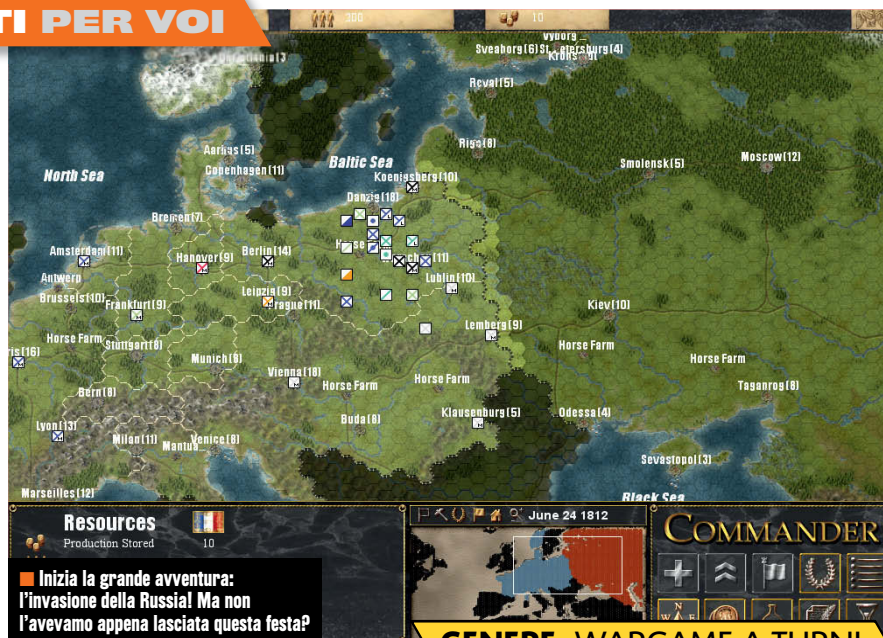 TI PER VOI
300
10
Vyborg
Sveaborg(6)
St. Petersburg(4)
Reval(5)
Riga(8)
Smolensk(5)
Moscow(12)
Aarhus(5)
Copenhagen(11)
North Sea
Baltic Sea
Koenigsberg(10)
Danzig(18)
Bremen(7)
Amsterdam(11)
Hanover(9)
Berlin(14)
Horse
Antwerp
Leipzig(9)
Prague(11)
Lublin(10)
Brussels(10)
Frankfurt(9)
Kiev(10)
Lemberg(9)
Horse Farm
Stuttgart(8)
Horse Farm
Horse Farm
ris(16)
Munich(9)
Vienna(18)
Horse Farm
Horse Farm
Taganrog(8)
Bern(8)
Buda(8)
Klausenburg(5)
Odessa(4)
Lyon(13)
Milan(11)
Mantua
Venice(8)
Sevastopol(3)
Marseilles(12)
Black Sea
Resources
Production Stored 10
June 24 1812
COMMANDER
Inizia la grande avventura:
l'invasione della Russia! Ma non
l'avevamo appena lasciata questa festa?
GENERE WARGAME A TURNI